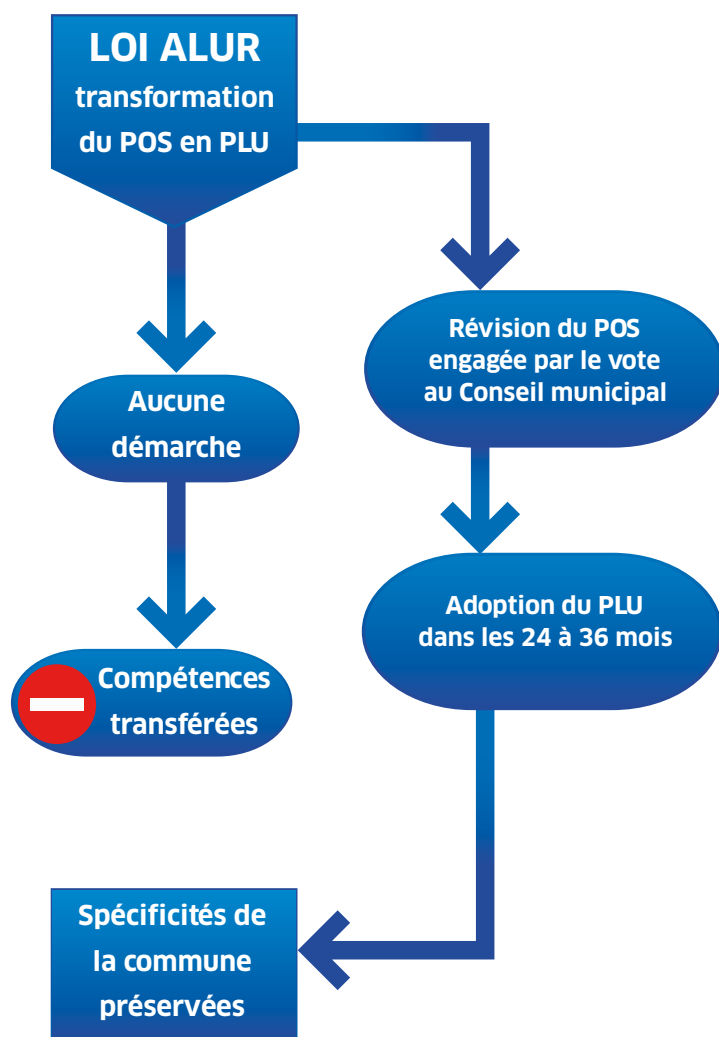 LOI ALUR
transformation
du POS en PLU
Aucune
démarche
Compétences
transférées
Révision du POS
engagée par le vote
au Conseil municipal
Adoption du PLU
dans les 24 à 36 mois
Spécificités de
la commune
préservées